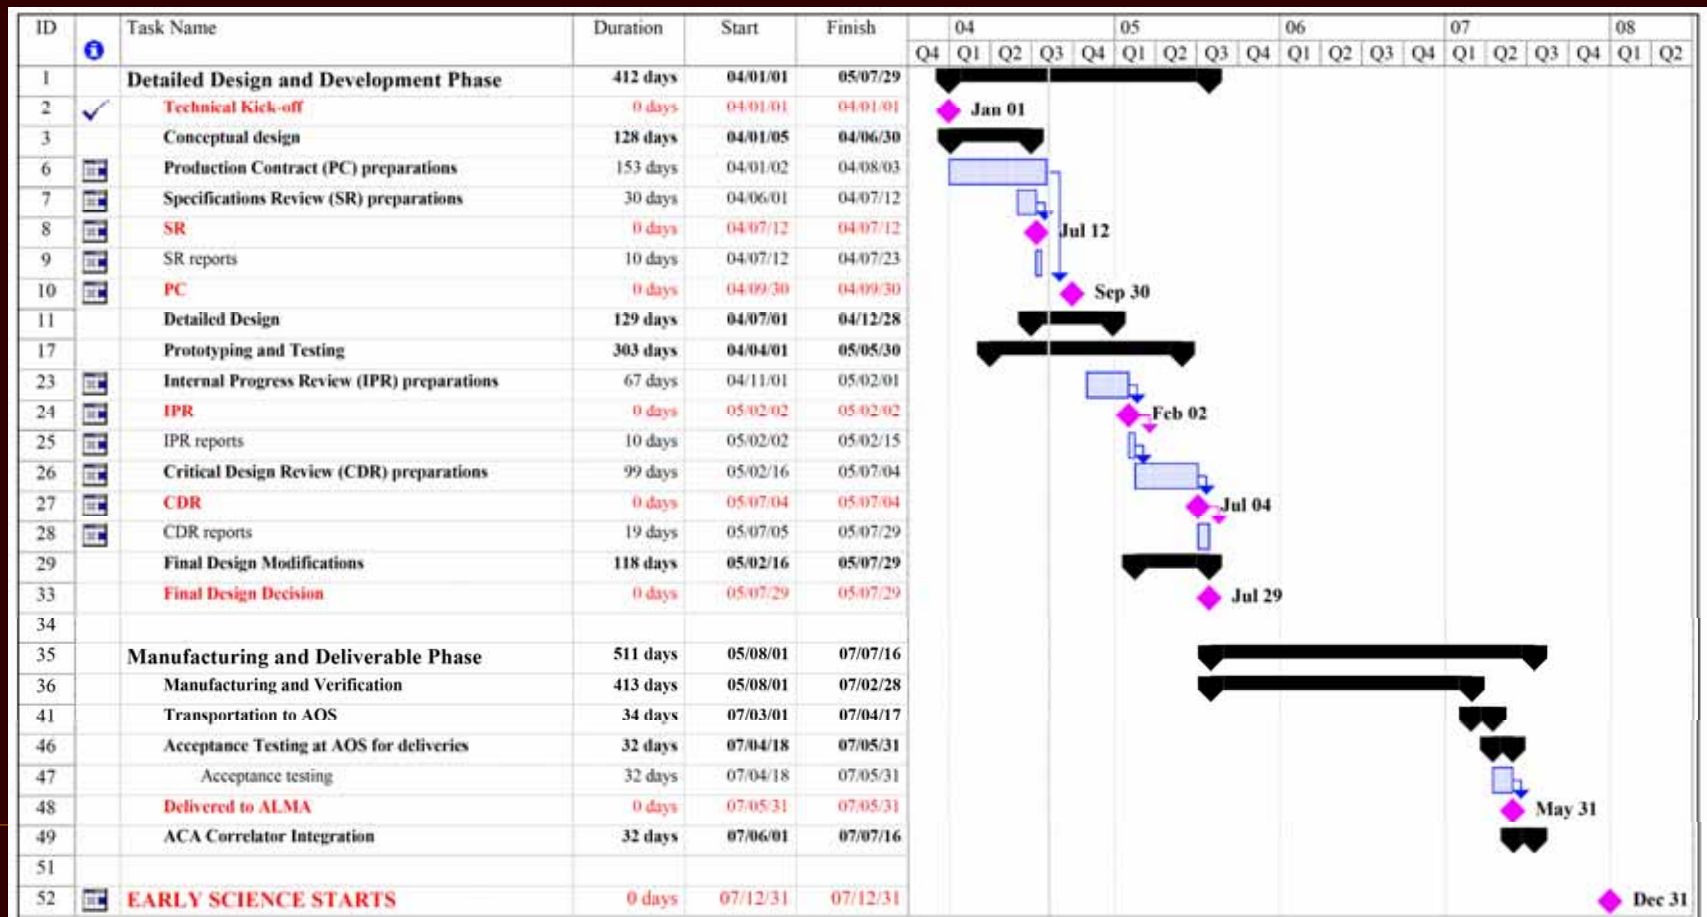 ID Task Name Duration Start Finish 04 05 06 07 08
Q4 Q1 Q2 Q3 Q4 Q1 Q2 Q3 Q4 Q1 Q2 Q3 Q4 Q1 Q2 Q3 Q4 Q1 Q2
1 Detailed Design and Development Phase 412 days 04/01/01 05/07/29
2 Technical Kick-off 0 days 04/01/01 04/01/01 Jan 01
3 Conceptual design 128 days 04/01/05 04/06/30
6 Production Contract (PC) preparations 153 days 04/01/02 04/08/03
7 Specifications Review (SR) preparations 30 days 04/06/01 04/07/12
8 SR 0 days 04/07/12 04/07/12 Jul 12
9 SR reports 10 days 04/07/12 04/07/23
10 PC 0 days 04/09/30 04/09/30 Sep 30
11 Detailed Design 129 days 04/07/01 04/12/28
17 Prototyping and Testing 303 days 04/04/01 05/05/30
23 Internal Progress Review (IPR) preparations 67 days 04/11/01 05/02/01
24 IPR 0 days 05/02/02 05/02/02 Feb 02
25 IPR reports 10 days 05/02/02 05/02/15
26 Critical Design Review (CDR) preparations 99 days 05/02/16 05/07/04
27 CDR 0 days 05/07/04 05/07/04 Jul 04
28 CDR reports 19 days 05/07/05 05/07/29
29 Final Design Modifications 118 days 05/02/16 05/07/29
33 Final Design Decision 0 days 05/07/29 05/07/29 Jul 29
34
35 Manufacturing and Deliverable Phase 511 days 05/08/01 07/07/16
36 Manufacturing and Verification 413 days 05/08/01 07/02/28
41 Transportation to AOS 34 days 07/03/01 07/04/17
46 Acceptance Testing at AOS for deliveries 32 days 07/04/18 07/05/31
47 Acceptance testing 32 days 07/04/18 07/05/31
48 Delivered to ALMA 0 days 07/05/31 07/05/31 May 31
49 ACA Correlator Integration 32 days 07/06/01 07/07/16
51
52 EARLY SCIENCE STARTS 0 days 07/12/31 07/12/31 Dec 31